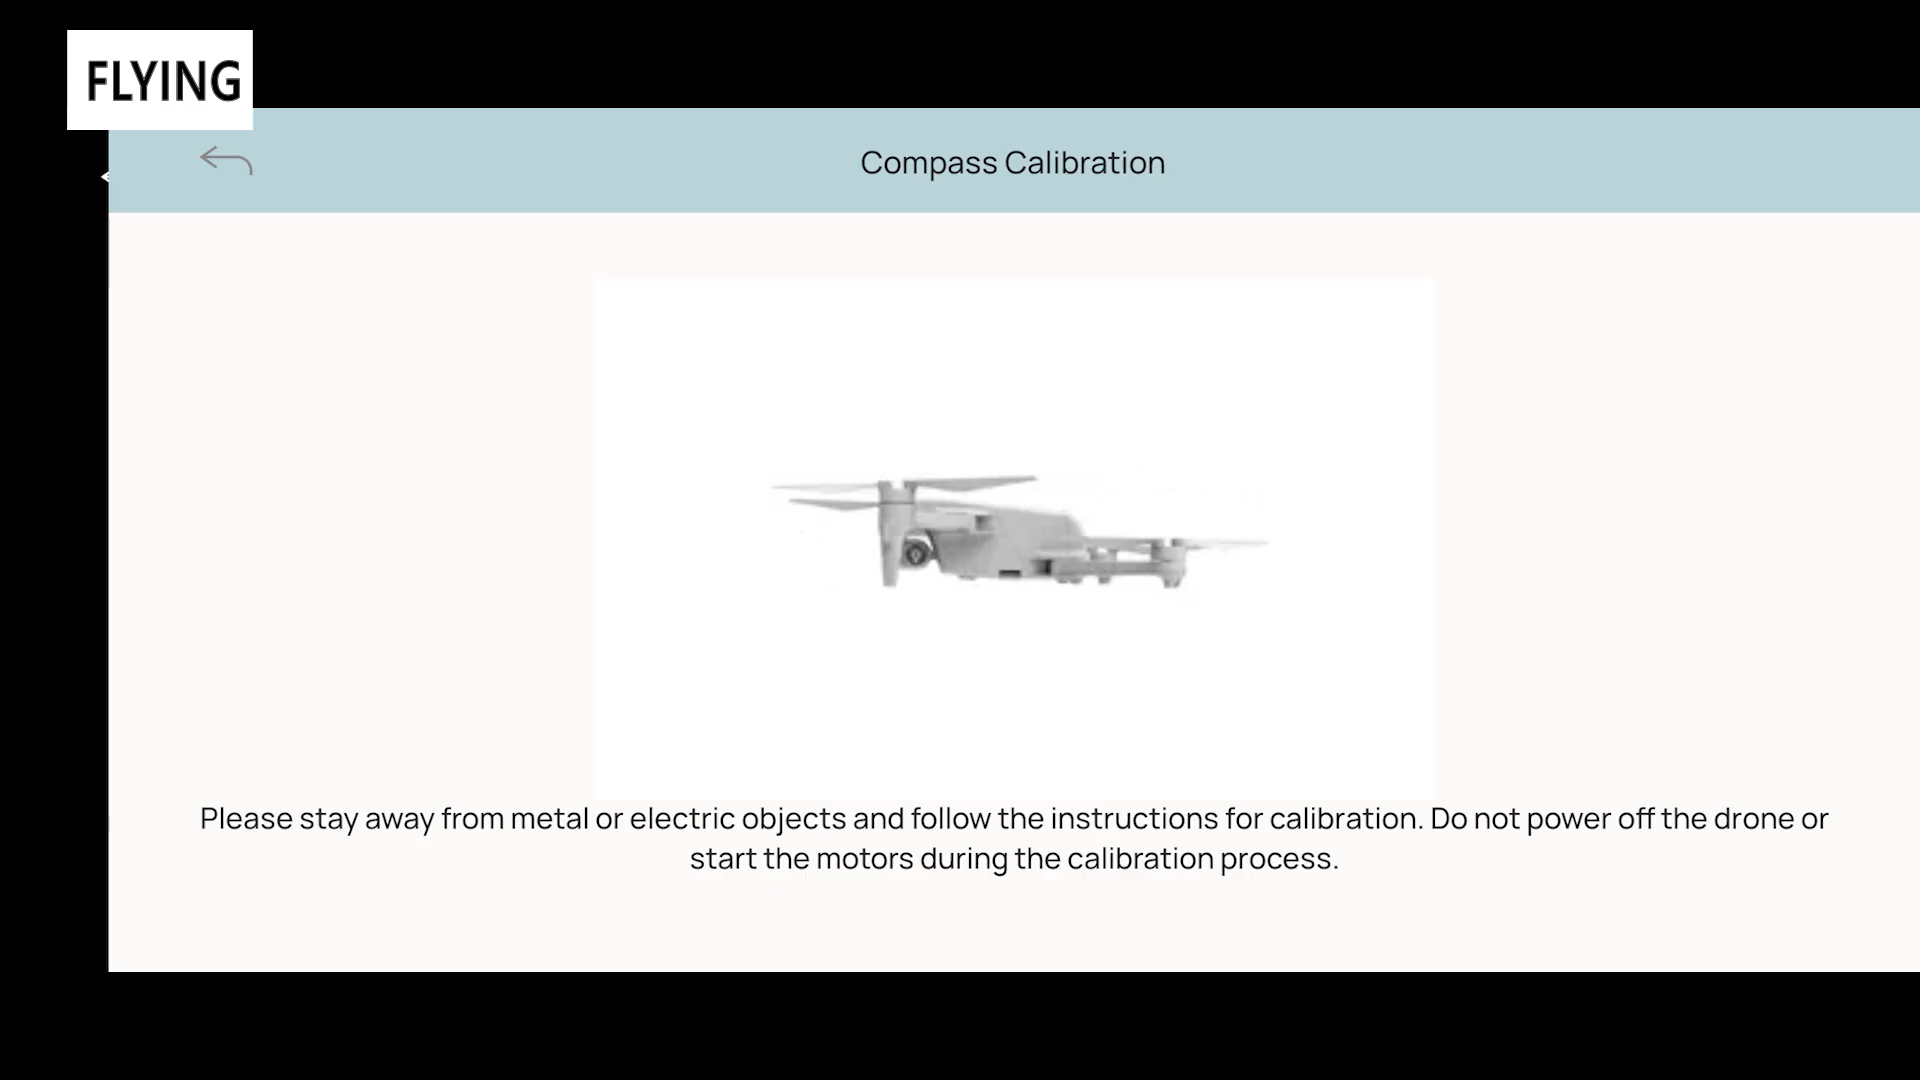 FLYING
Compass Calibration
Please stay away from metal or electric objects and follow the instructions for calibration. Do not power off the drone or
start the motors during the calibration process.